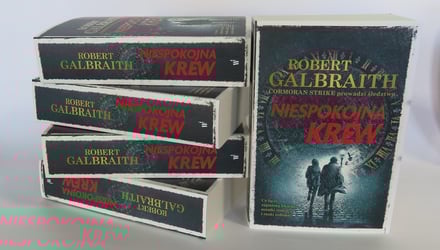 ROBERT
GALBRAITH
NIESPOKOJNA
KREW
ROBERT
GALBRAITH
NIESPOKOJNA
KREW
ROBERT
GALBRAITH
NIESPOKOJNA
KREW
ROBERT
GALBRAITH
NIESPOKOJNA
KREW
ROBERT
GALBRAITH
CORMORAN STRIKE prowadzi śledztwo
NIESPOKOJNA
KREW